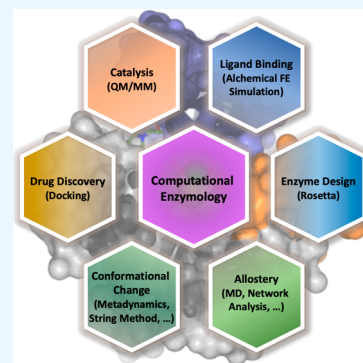 Catalysis
(QM/MM)
Ligand Binding
(Alchemical FE
Simulation)
Drug Discovery
(Docking)
Computational
Enzymology
Enzyme Design
(Rosetta)
Conformational
Change
(Metadynamics,
String Method, ...)
Allostery
(MD, Network
Analysis, ...)